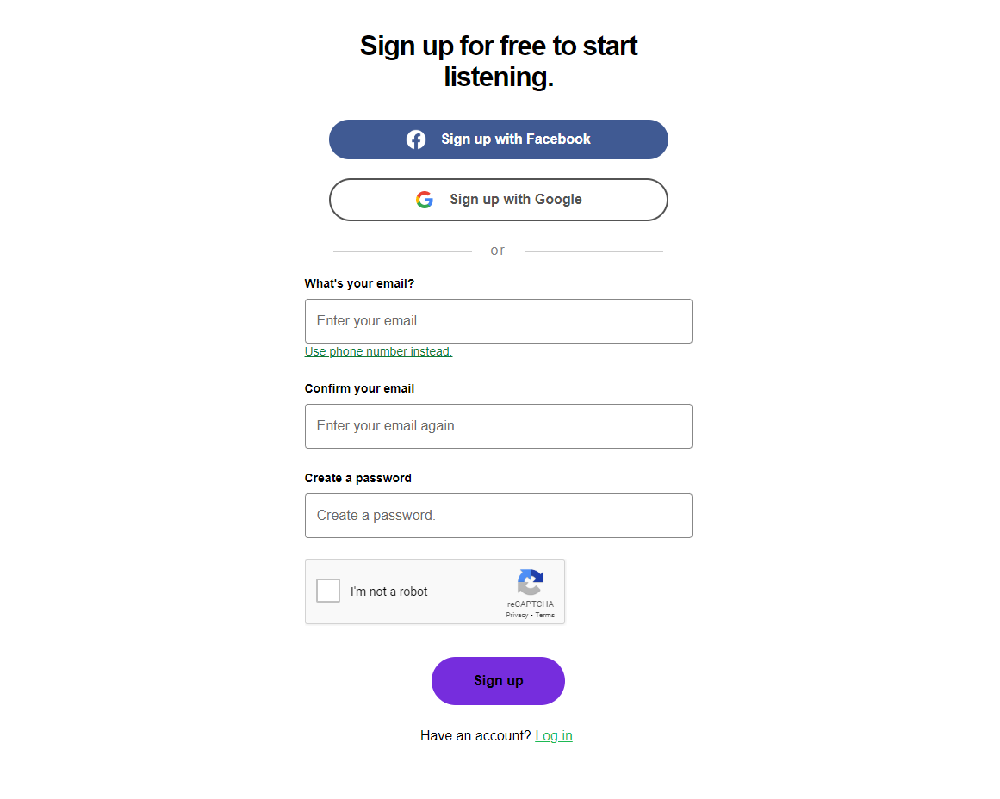 Sign up for free to start
listening.
Sign up with Facebook
Sign up with Google
or
What's your email?
Enter your email.
Use phone number instead.
Confirm your email
Enter your email again.
Create a password
Create a password.
I'm not a robot
reCAPTCHA
Privacy - Terms
Sign up
Have an account? Log in.